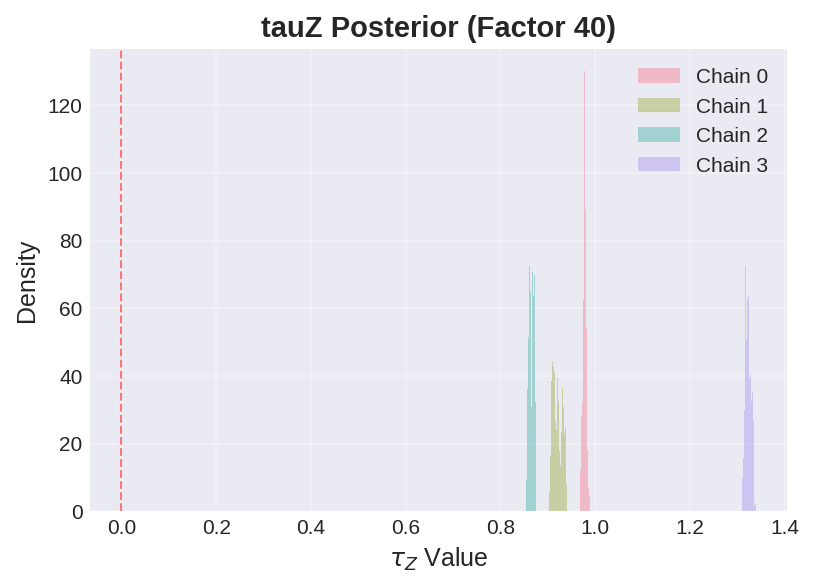 tauZ Posterior (Factor 40)
Chain 0
Chain 1
Chain 2
Chain 3
120
100
80
60
40
20
0
Density
0.0 0.2 0.4 0.6 0.8 1.0 1.2 1.4
τ_Z Value